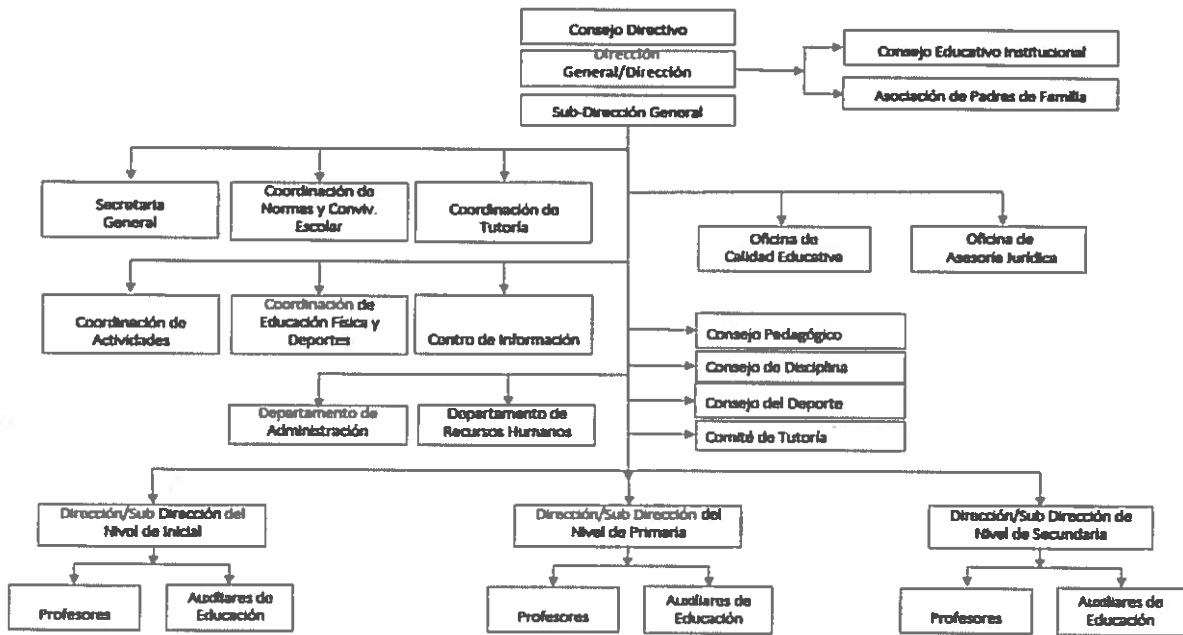 Consejo Directivo
Dirección
General/Dirección
Sub-Dirección General
Consejo Educativo Institucional
Asociación de Padres de Familia
Secretaria
General
Coordinación de
Normas y Conviv.
Escolar
Coordinación de
Tutoría
Oficina de
Calidad Educativa
Oficina de
Asesoría Jurídica
Coordinación de
Actividades
Coordinación de
Educación Física y
Deportes
Centro de Información
Consejo Pedagógico
Consejo de Disciplina
Consejo del Deporte
Comité de Tutoría
Departamento de
Administración
Departamento de
Recursos Humanos
Dirección/Sub Dirección del
Nivel de Inicial
Dirección/Sub Dirección del
Nivel de Primaria
Dirección/Sub Dirección de
Nivel de Secundaria
Profesores
Auxiliares de
Educación
Profesores
Auxiliares de
Educación
Profesores
Auxiliares de
Educación